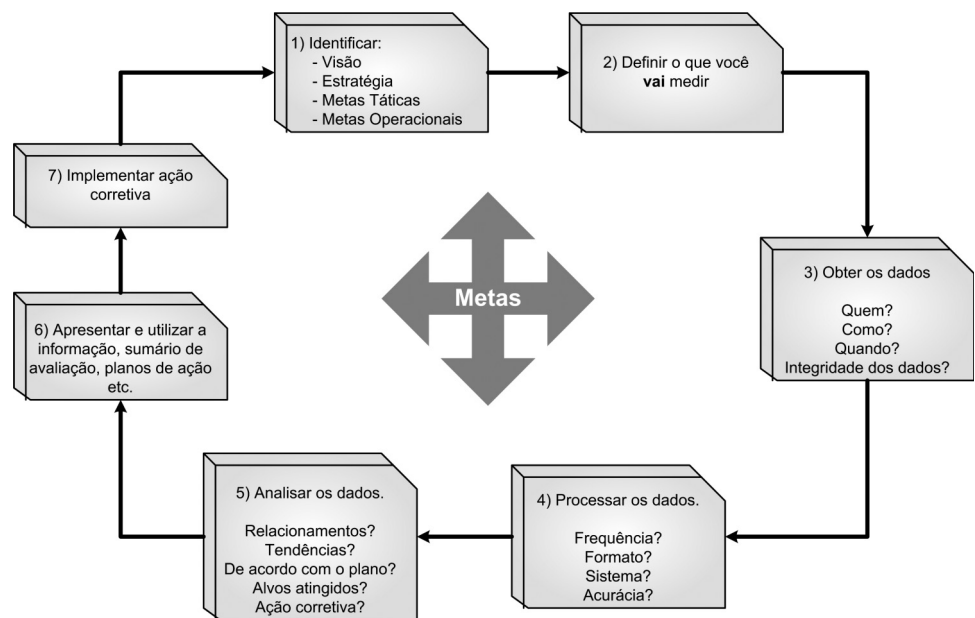 1) Identificar:
- Visão
- Estratégia
- Metas Táticas
- Metas Operacionais
2) Definir o que você
vai medir
3) Obter os dados
Quem?
Como?
Quando?
Integridade dos dados?
4) Processar os dados.
Frequência?
Formato?
Sistema?
Acurácia?
5) Analisar os dados.
Relacionamentos?
Tendências?
De acordo com o plano?
Alvos atingidos?
Ação corretiva?
6) Apresentar e utilizar a
informação, sumário de
avaliação, planos de ação
etc.
7) Implementar ação
corretiva
Metas